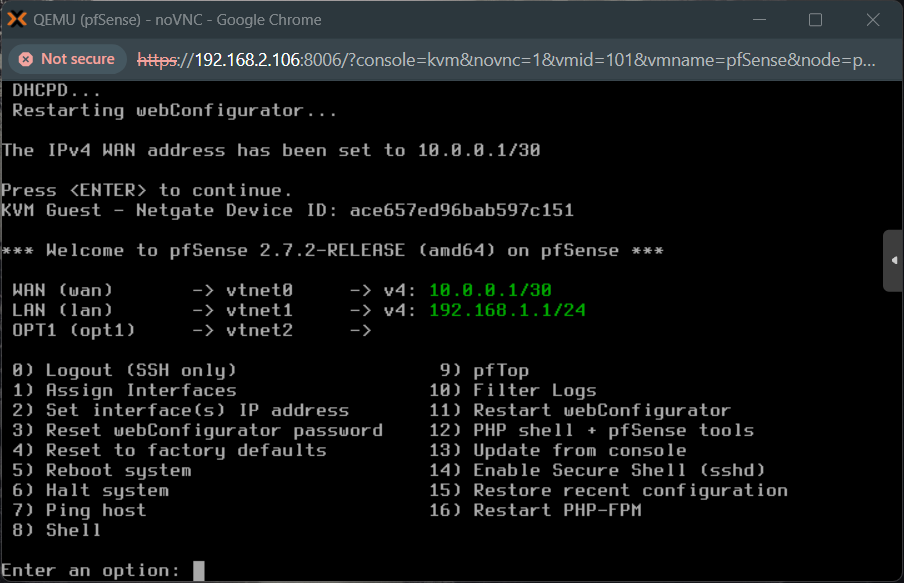 QEMU (pfSense) - noVNC - Google Chrome
Not secure https://192.168.2.106:8006/?console=kvm&novnc=1&vmid=101&vmname=pfSense&node=p...
DHCPD...
Restarting webConfigurator...
The IPv4 WAN address has been set to 10.0.0.1/30
Press <ENTER> to continue.
KVM Guest - Netgate Device ID: ace657ed96bab597c151
*** Welcome to pfSense 2.7.2-RELEASE (amd64) on pfSense ***
WAN (wan) -> vtnet0 -> v4: 10.0.0.1/30
LAN (lan) -> vtnet1 -> v4: 192.168.1.1/24
OPT1 (opt1) -> vtnet2 ->
0) Logout (SSH only) 9) pfTop
1) Assign Interfaces 10) Filter Logs
2) Set interface(s) IP address 11) Restart webConfigurator
3) Reset webConfigurator password 12) PHP shell + pfSense tools
4) Reset to factory defaults 13) Update from console
5) Reboot system 14) Enable Secure Shell (sshd)
6) Halt system 15) Restore recent configuration
7) Ping host 16) Restart PHP-FPM
8) Shell
Enter an option: